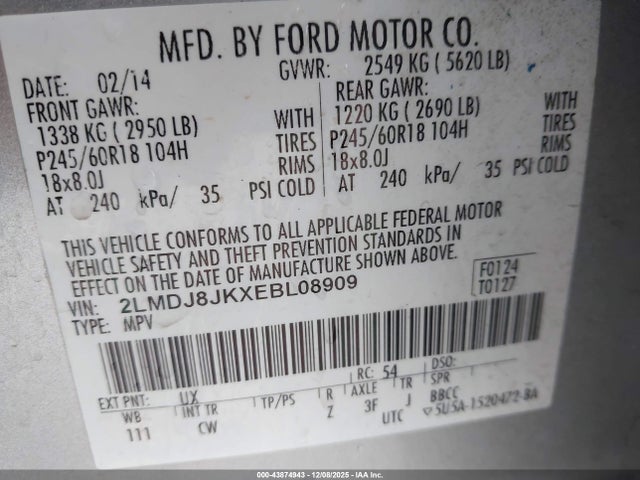 MFD. BY FORD MOTOR CO.
DATE: 02/14 GVWR: 2549 KG ( 5620 LB)
FRONT GAWR: REAR GAWR:
1338 KG ( 2950 LB) WITH 1220 KG ( 2690 LB) WITH
P245/60R18 104H TIRES P245/60R18 104H TIRES
18x8.0J RIMS 18x8.0J RIMS
AT 240 kPa/ 35 PSI COLD AT 240 kPa/ 35 PSI COLD
THIS VEHICLE CONFORMS TO ALL APPLICABLE FEDERAL MOTOR
VEHICLE SAFETY AND THEFT PREVENTION STANDARDS IN
EFFECT ON THE DATE OF MANUFACTURE SHOWN ABOVE.
VIN: 2LMDJ8JKXEBL08909 F0124
TYPE: MPV T0127
EXT PNT: UX RC: 54 DSO:
WB INT TR TP/PS R AXLE TR SPR
111 CW Z 3F J BBCC
UTC ▽5U5A-1520472-BA
000-43874943 - 12/08/2025 - IAA Inc.